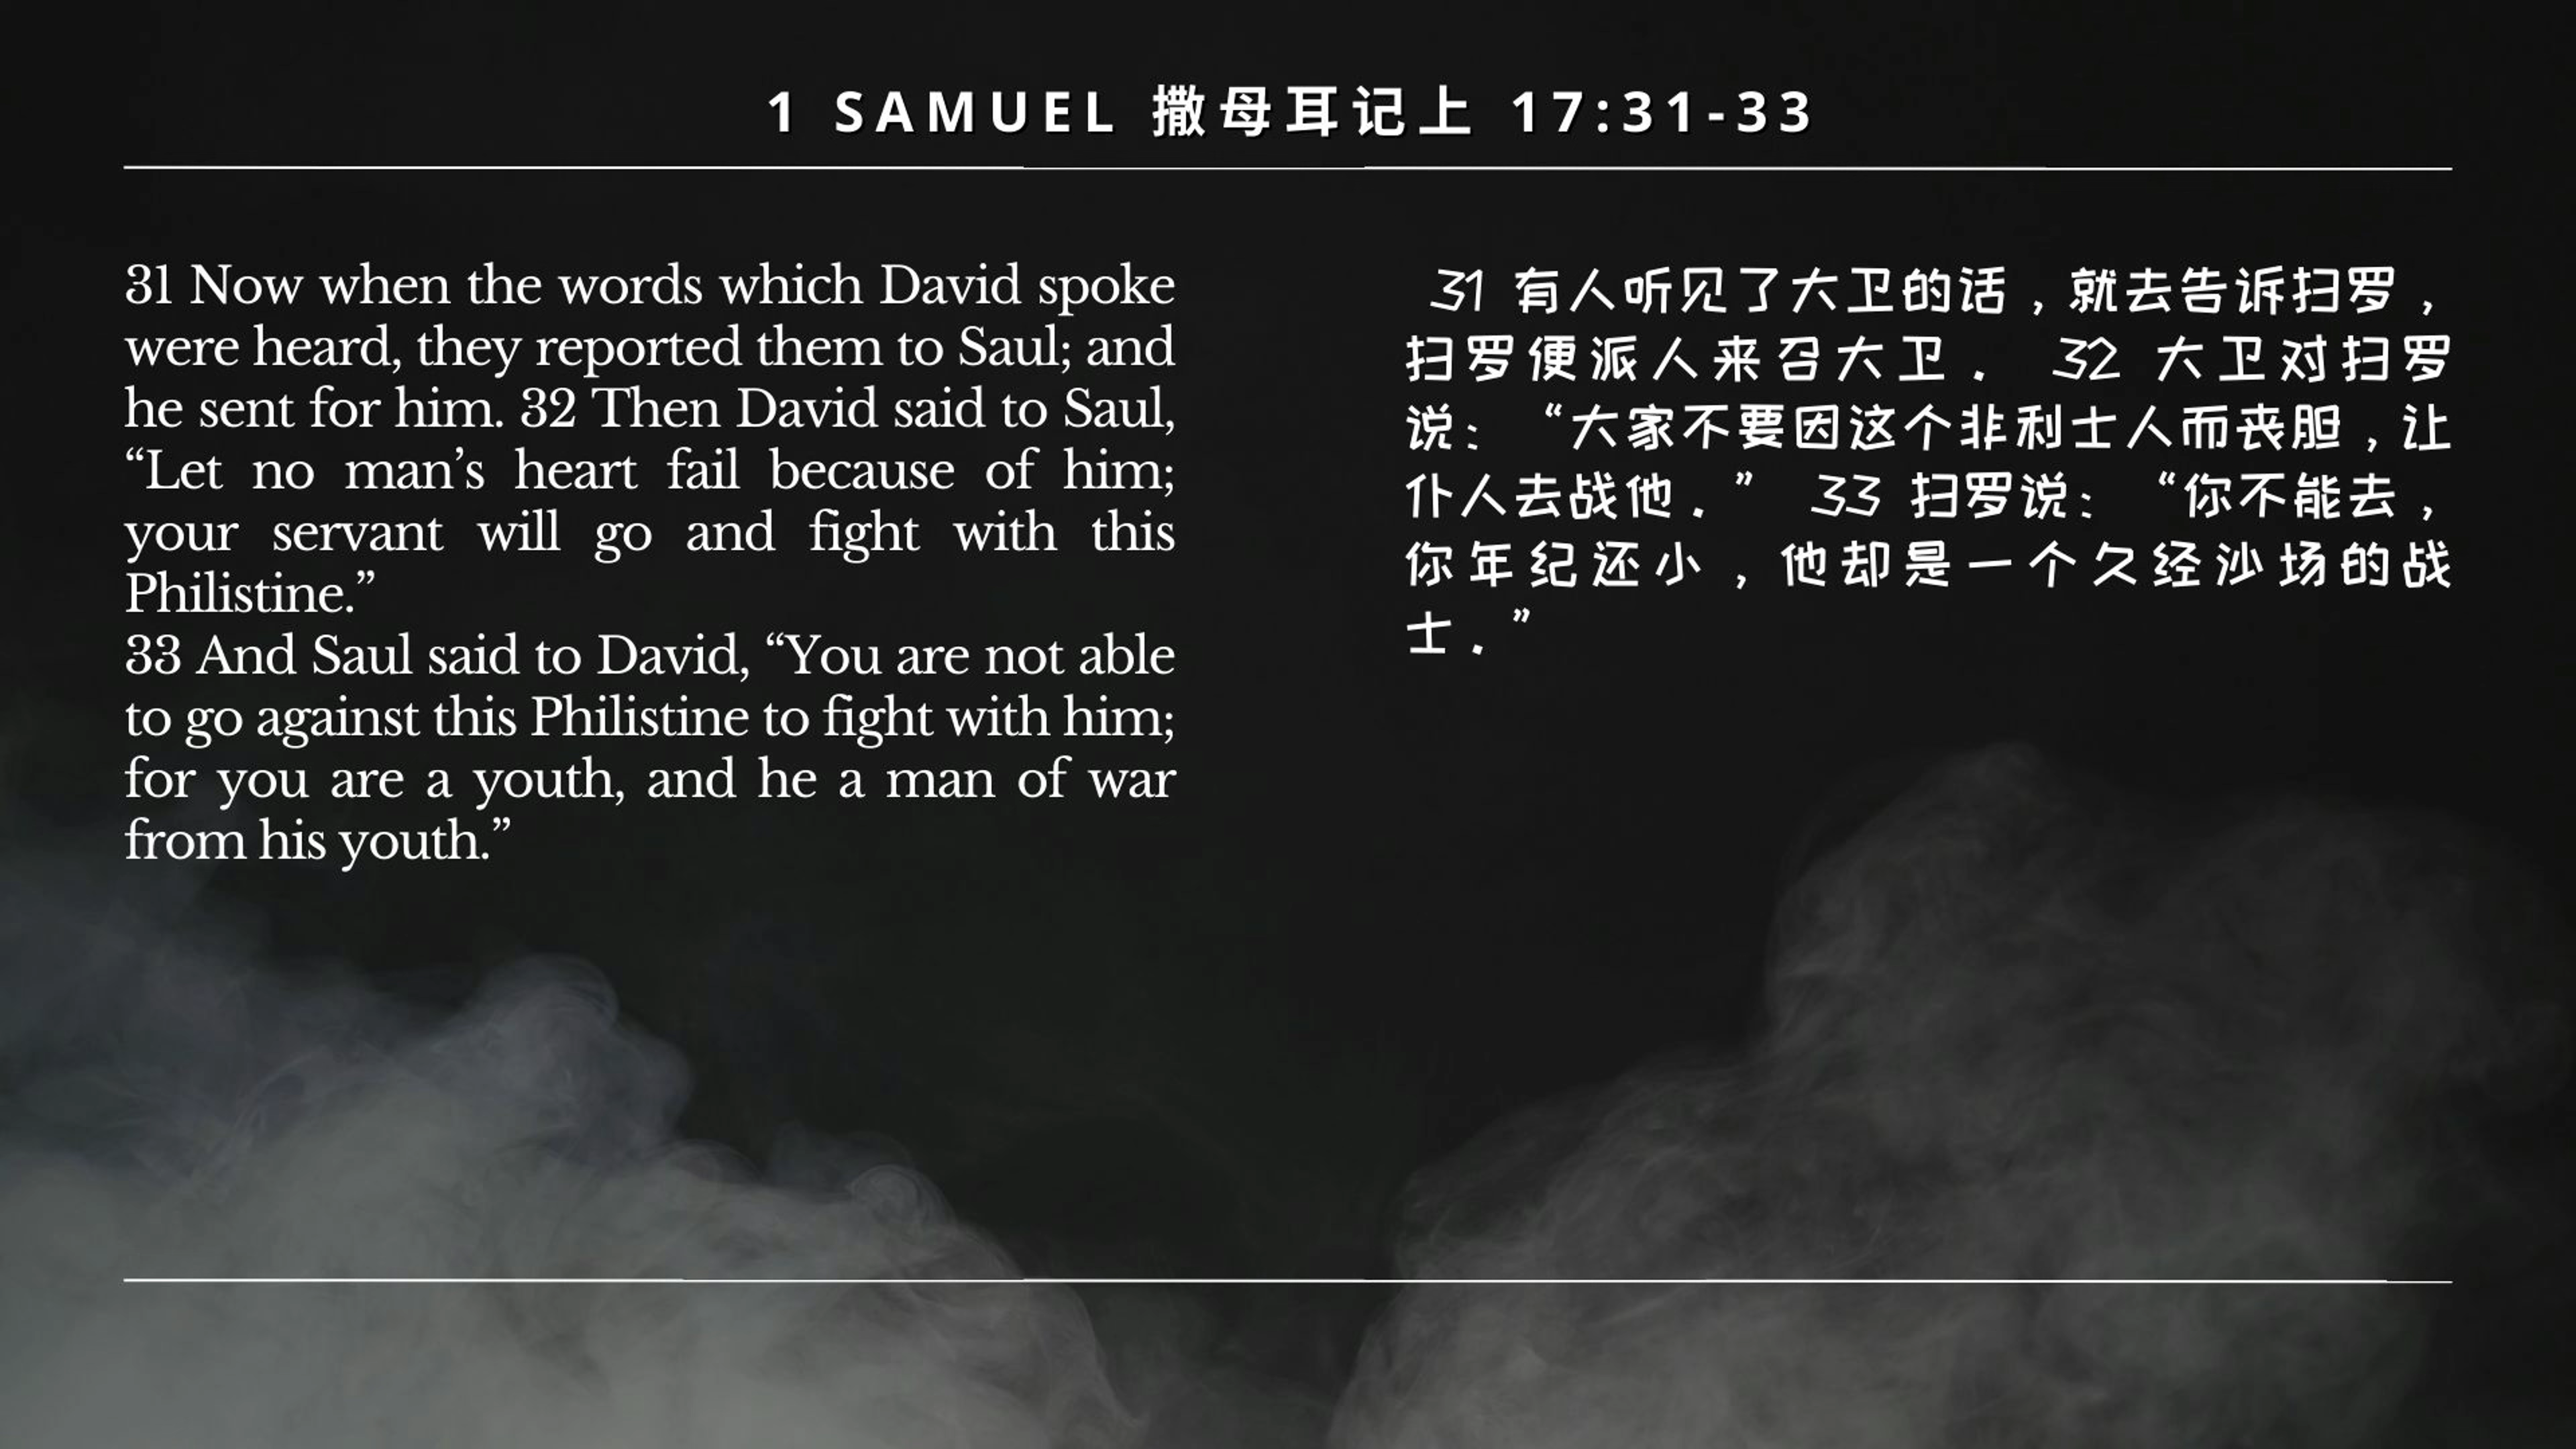 1 SAMUEL 撒母耳记上 17:31-33
31 Now when the words which David spoke
were heard, they reported them to Saul; and
he sent for him. 32 Then David said to Saul,
“Let no man’s heart fail because of him;
your servant will go and fight with this
Philistine.”
33 And Saul said to David, “You are not able
to go against this Philistine to fight with him;
for you are a youth, and he a man of war
from his youth.”
31 有人听见了大卫的话，就去告诉扫罗，
扫罗便派人来召大卫． 32 大卫对扫罗
说：“大家不要因这个非利士人而丧胆，让
仆人去战他．” 33 扫罗说：“你不能去，
你年纪还小，他却是一个久经沙场的战
士．”